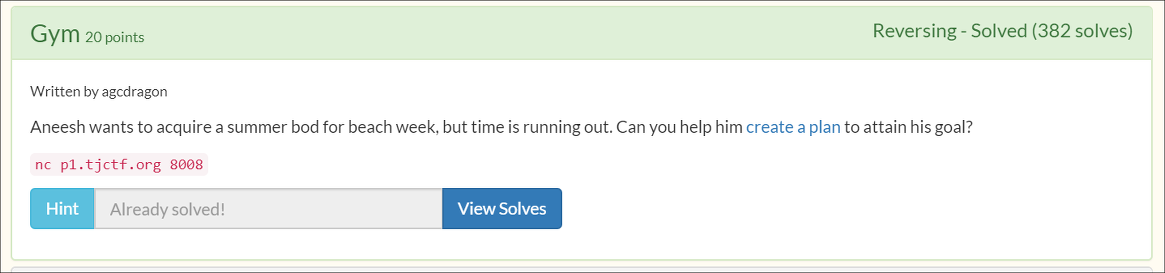 Gym 20 points Reversing - Solved (382 solves)
Written by agcdragon
Aneesh wants to acquire a summer bod for beach week, but time is running out. Can you help him create a plan to attain his goal?
nc p1.tjctf.org 8008
Hint Already solved! View Solves